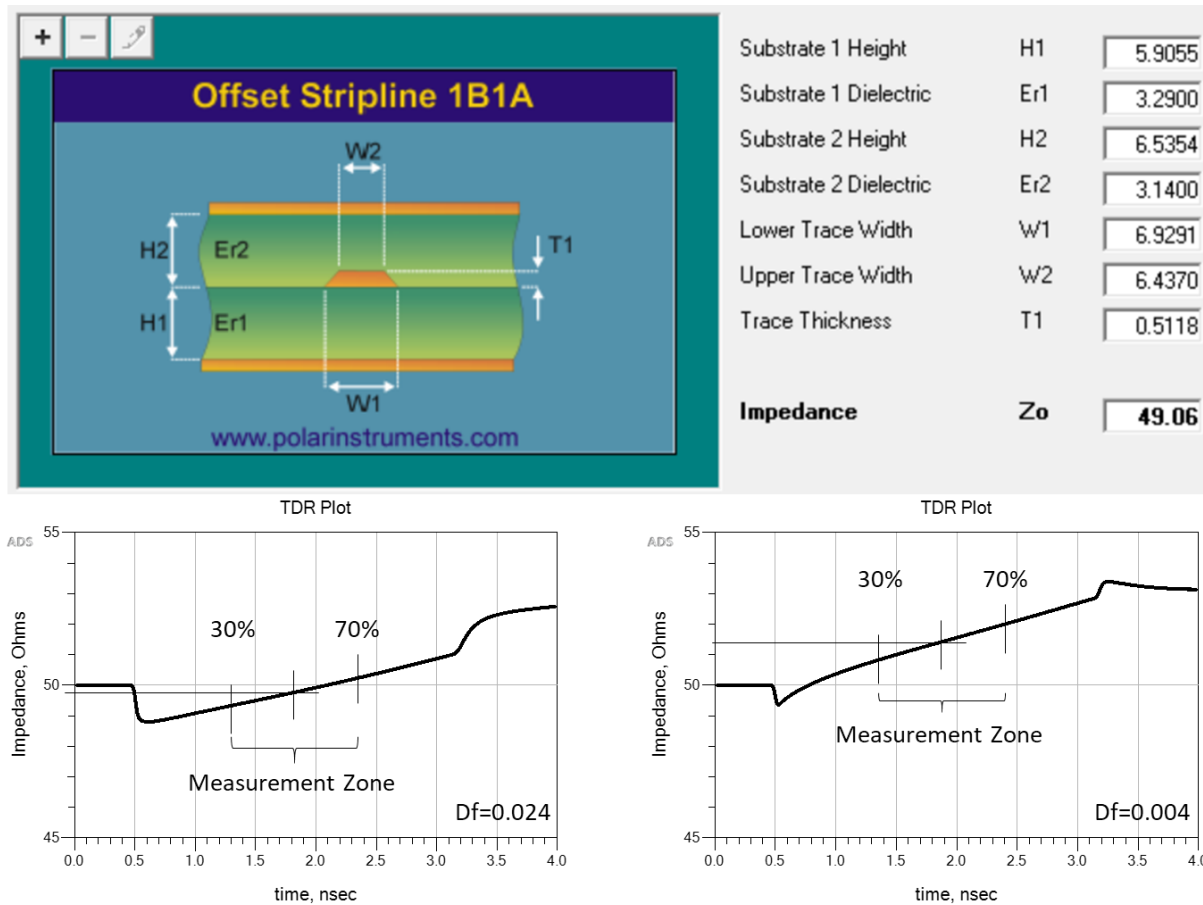 + −
Offset Stripline 1B1A
W2
H2 Er2 T1
H1 Er1
W1
www.polarinstruments.com
Substrate 1 Height H1 5.9055
Substrate 1 Dielectric Er1 3.2900
Substrate 2 Height H2 6.5354
Substrate 2 Dielectric Er2 3.1400
Lower Trace Width W1 6.9291
Upper Trace Width W2 6.4370
Trace Thickness T1 0.5118
Impedance Zo 49.06
TDR Plot
ADS
55
50
45
Impedance, Ohms
30% 70%
Measurement Zone
Df=0.024
0.0 0.5 1.0 1.5 2.0 2.5 3.0 3.5 4.0
time, nsec
TDR Plot
ADS
55
50
45
Impedance, Ohms
30% 70%
Measurement Zone
Df=0.004
0.0 0.5 1.0 1.5 2.0 2.5 3.0 3.5 4.0
time, nsec